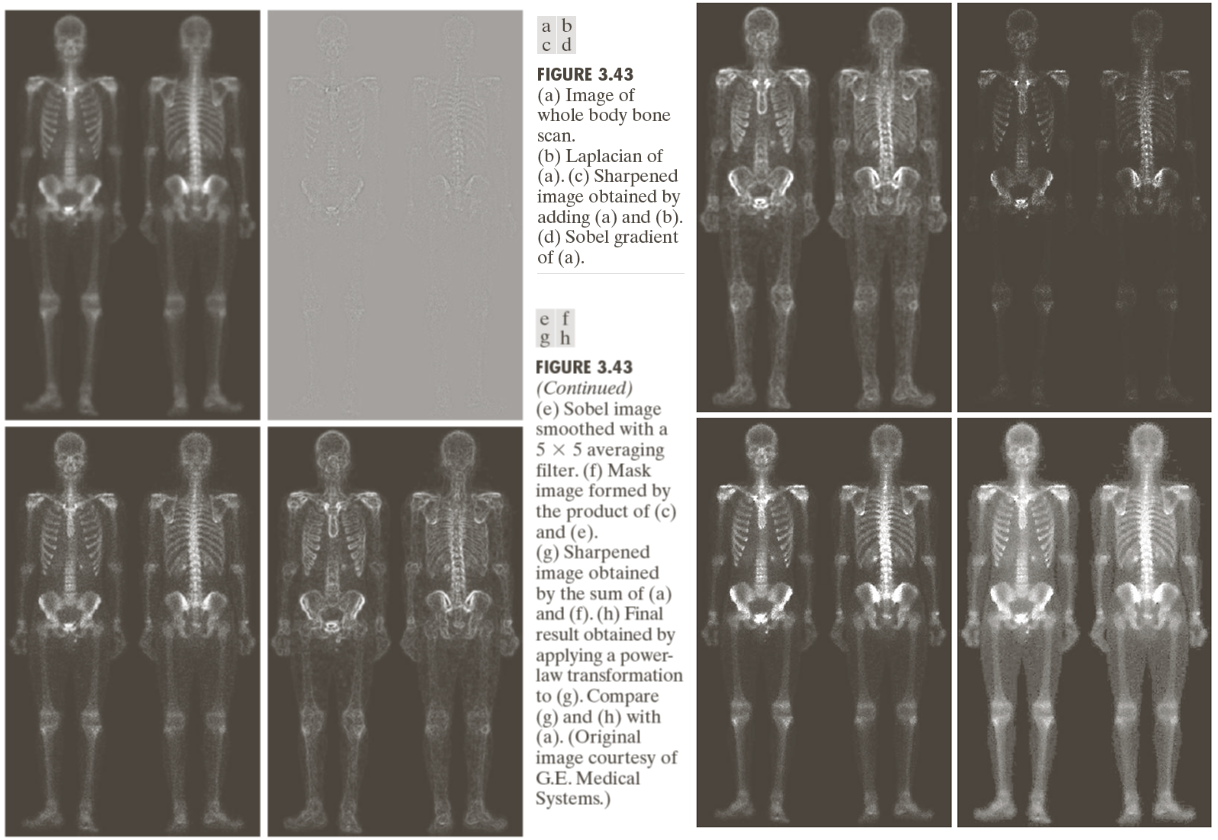 a b
c d
FIGURE 3.43
(a) Image of
whole body bone
scan.
(b) Laplacian of
(a). (c) Sharpened
image obtained by
adding (a) and (b).
(d) Sobel gradient
of (a).
e f
g h
FIGURE 3.43
(Continued)
(e) Sobel image
smoothed with a
5 × 5 averaging
filter. (f) Mask
image formed by
the product of (c)
and (e).
(g) Sharpened
image obtained
by the sum of (a)
and (f). (h) Final
result obtained by
applying a power-
law transformation
to (g). Compare
(g) and (h) with
(a). (Original
image courtesy of
G.E. Medical
Systems.)